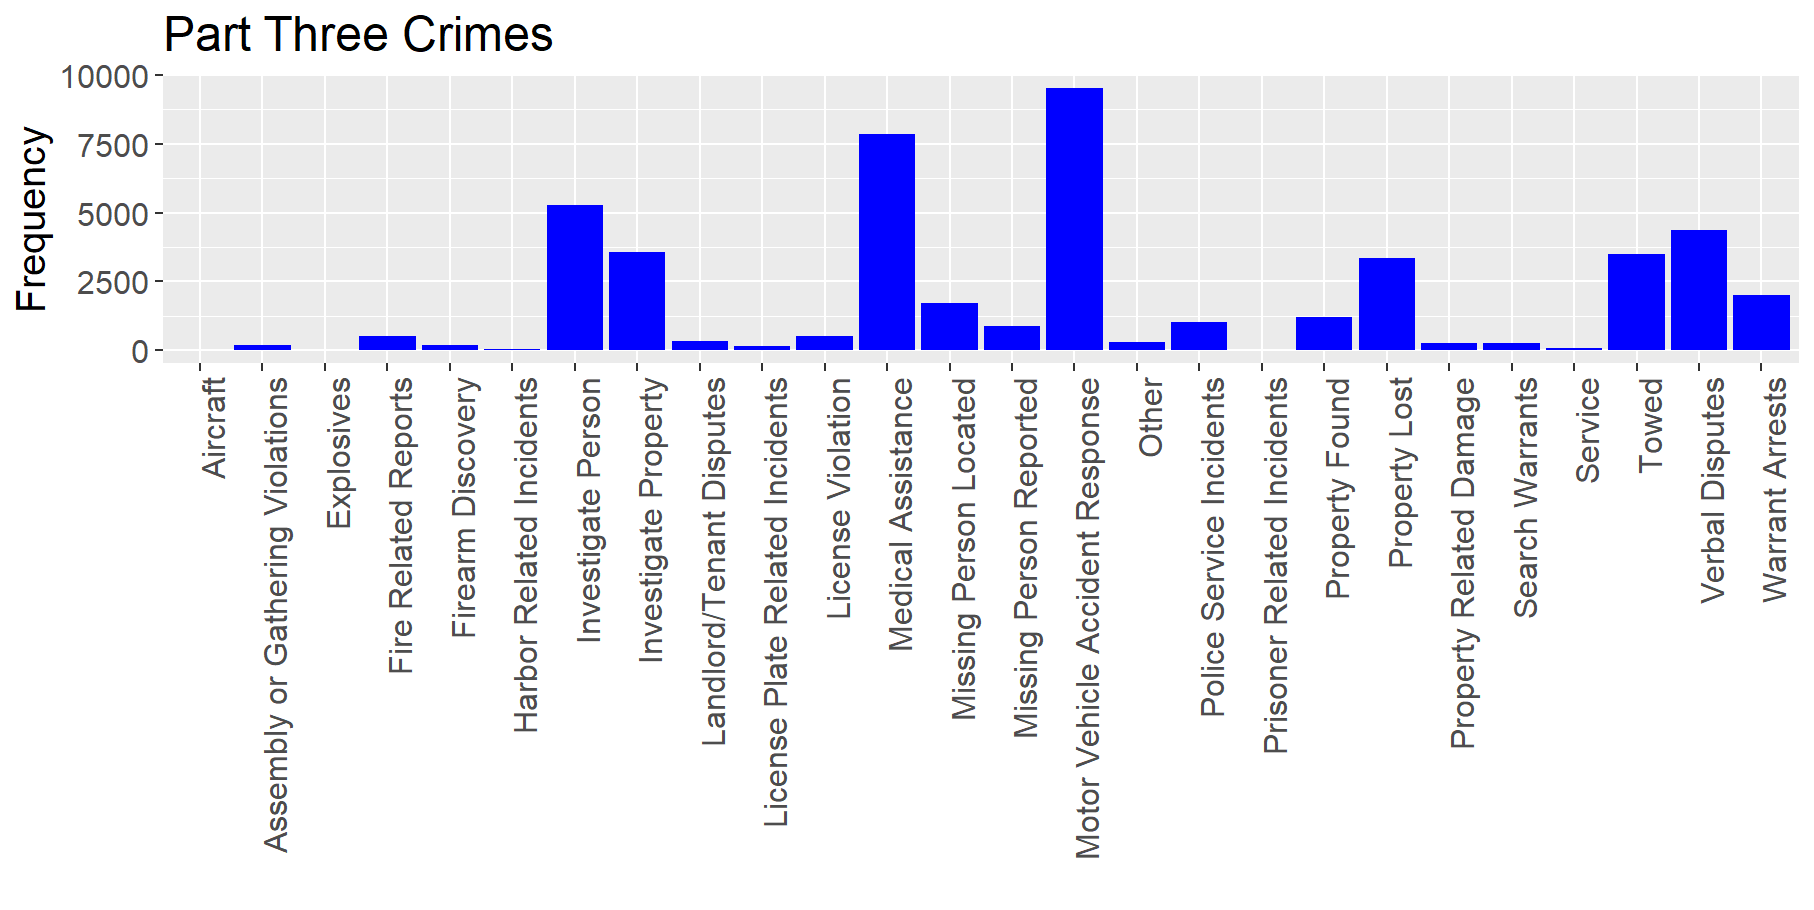 Part Three Crimes
Frequency
10000
7500
5000
2500
0
Aircraft
Assembly or Gathering Violations
Explosives
Fire Related Reports
Firearm Discovery
Harbor Related Incidents
Investigate Person
Investigate Property
Landlord/Tenant Disputes
License Plate Related Incidents
License Violation
Medical Assistance
Missing Person Located
Missing Person Reported
Motor Vehicle Accident Response
Other
Police Service Incidents
Prisoner Related Incidents
Property Found
Property Lost
Property Related Damage
Search Warrants
Service
Towed
Verbal Disputes
Warrant Arrests